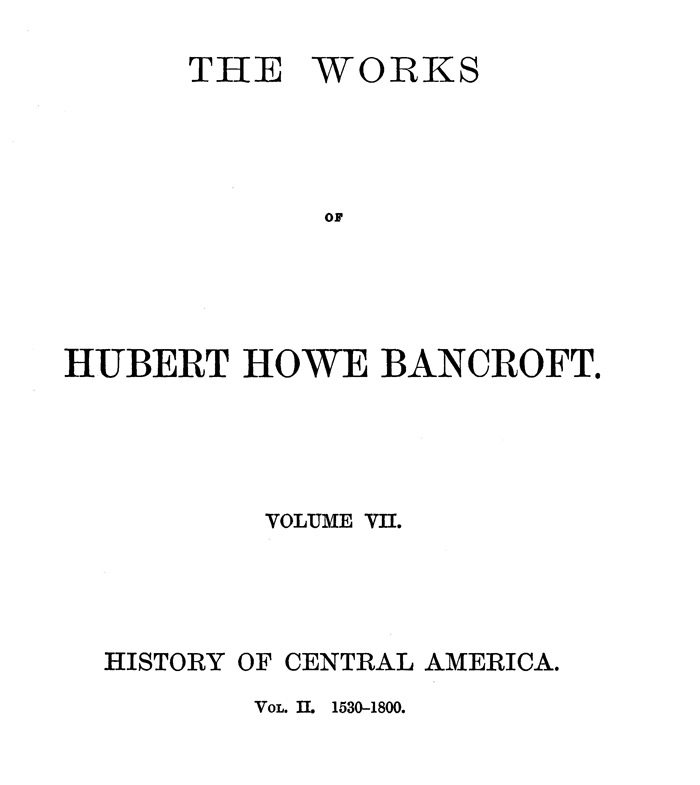 THE WORKS
OF
HUBERT HOWE BANCROFT.
VOLUME VII.
HISTORY OF CENTRAL AMERICA.
VOL. II. 1530–1800.